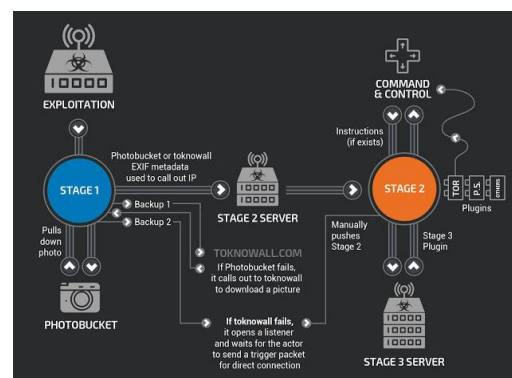 EXPLOITATION
COMMAND
& CONTROL
Photobucket or toknowall
EXIF metadata
used to call out IP
Instructions
(if exists)
STAGE 1
STAGE 2
TOR
P.S.
OTHERS
Plugins
STAGE 2 SERVER
Backup 1
Backup 2
Pulls
down
photo
TOKNOWALL.COM
If Photobucket fails,
it calls out to toknowall
to download a picture
Manually
pushes
Stage 2
Stage 3
Plugin
PHOTOBUCKET
If toknowall fails,
it opens a listener
and waits for the actor
to send a trigger packet
for direct connection
STAGE 3 SERVER